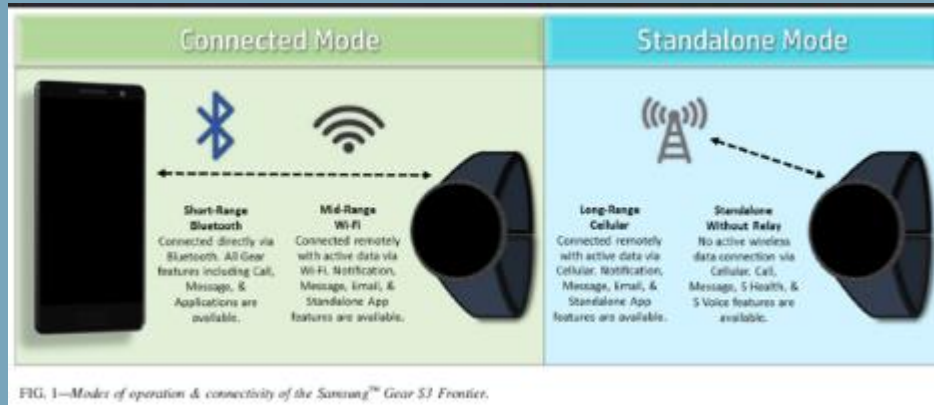 Connected Mode
Standalone Mode
Short-Range
Bluetooth
Connected directly via
Bluetooth. All Gear
features including Call,
Message, &
Applications are
available.
Mid-Range
Wi-Fi
Connected remotely
with active data via
Wi-Fi. Notification,
Message, Email, &
Standalone App
features are available.
Long-Range
Cellular
Connected remotely
with active data via
Cellular. Notification,
Message, Email, &
Standalone App
features are available.
Standalone
Without Relay
No active wireless
data connection via
Cellular. Call,
Message, S Health, &
S Voice features are
available.
FIG. 1—Modes of operation & connectivity of the Samsung™ Gear S3 Frontier.